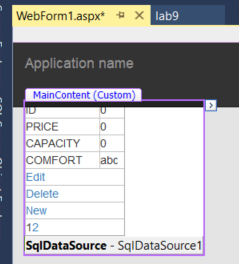 WebForm1.aspx* lab9
Application name
MainContent (Custom)
ID 0
PRICE 0
CAPACITY 0
COMFORT abc
Edit
Delete
New
12
SqlDataSource - SqlDataSource1